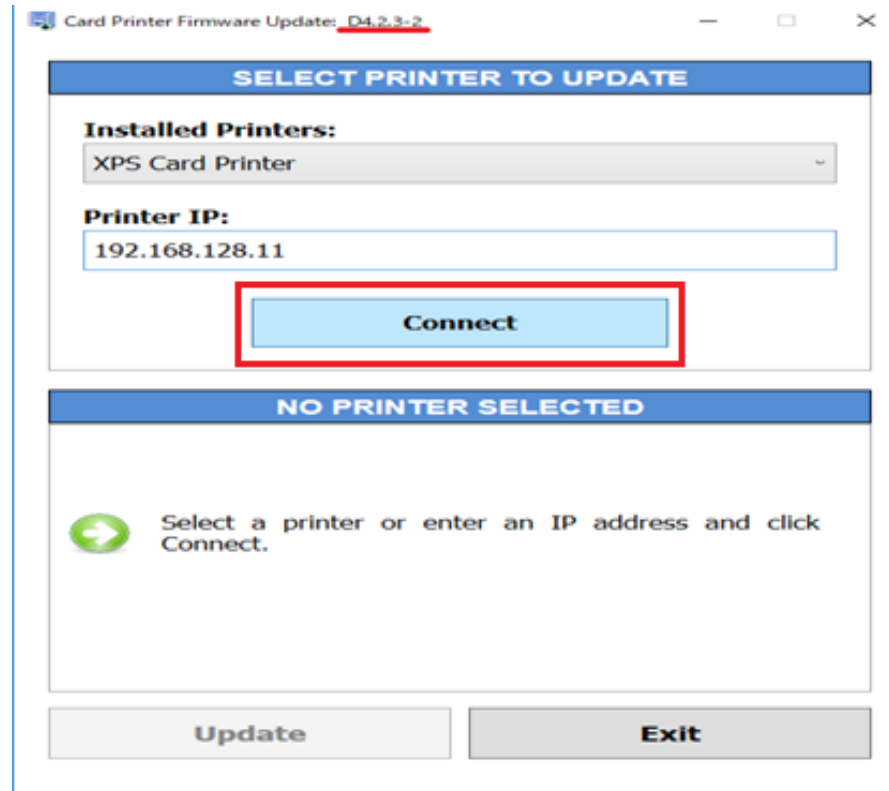 Card Printer Firmware Update: D4.2.3-2
SELECT PRINTER TO UPDATE
Installed Printers:
XPS Card Printer
Printer IP:
192.168.128.11
Connect
NO PRINTER SELECTED
Select a printer or enter an IP address and click
Connect.
Update
Exit